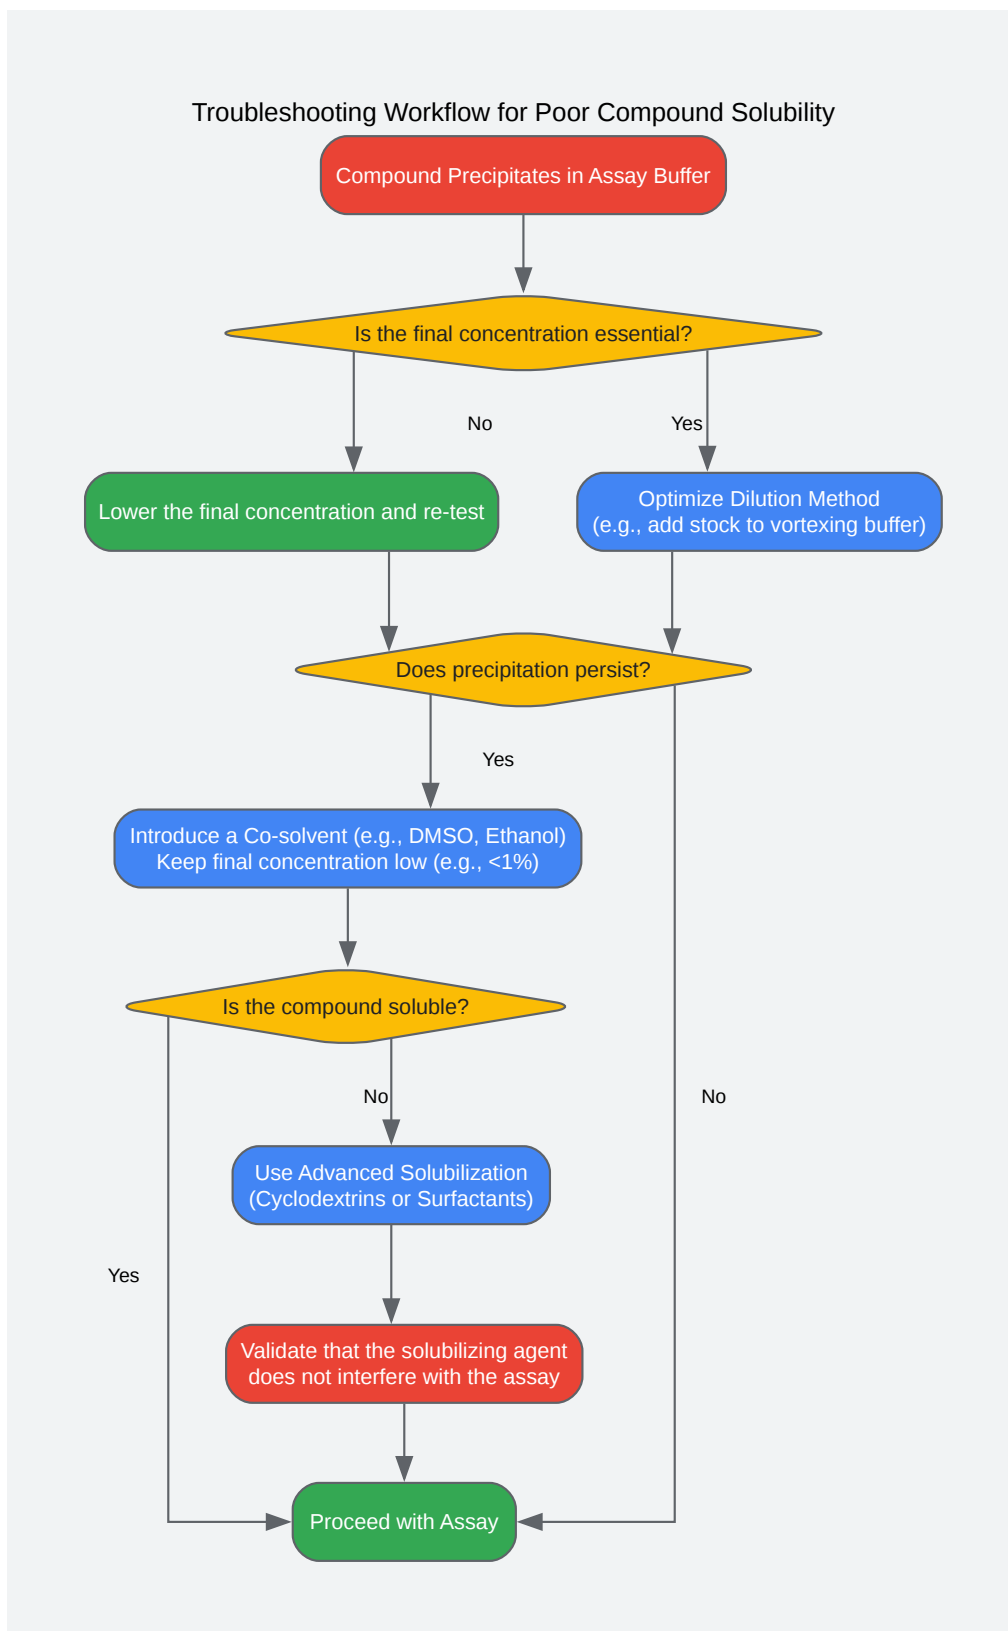 Troubleshooting Workflow for Poor Compound Solubility
Compound Precipitates in Assay Buffer
Is the final concentration essential?
No
Yes
Lower the final concentration and re-test
Optimize Dilution Method
(e.g., add stock to vortexing buffer)
Does precipitation persist?
Yes
Introduce a Co-solvent (e.g., DMSO, Ethanol)
Keep final concentration low (e.g., <1%)
Is the compound soluble?
No
No
Use Advanced Solubilization
(Cyclodextrins or Surfactants)
Yes
Validate that the solubilizing agent
does not interfere with the assay
Proceed with Assay